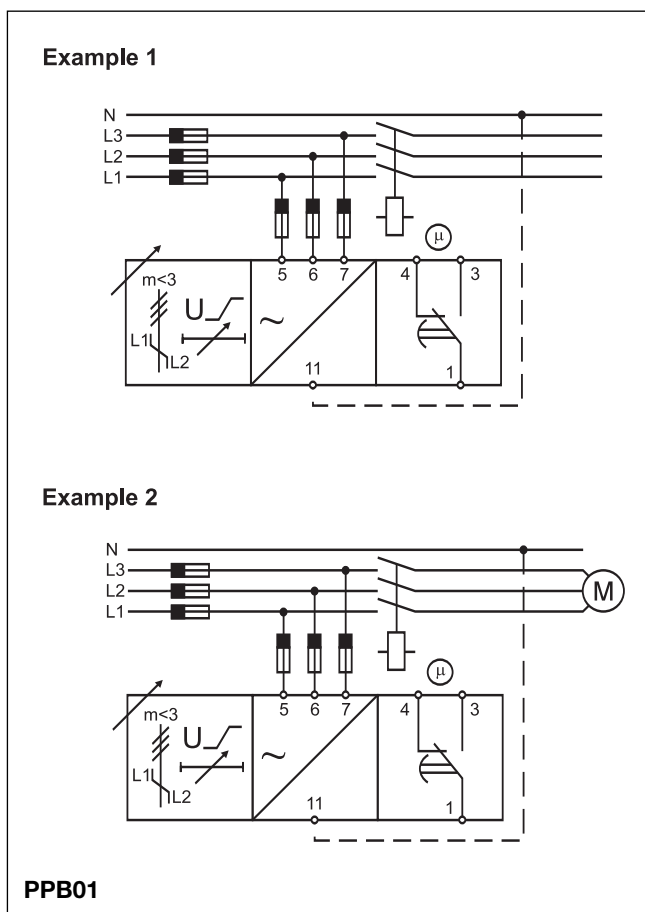 Example 1
N
L3
L2
L1
µ
5 6 7 4 3
m<3
U
L1
L2
~
11 1
Example 2
N
L3
L2
L1
M
µ
5 6 7 4 3
m<3
U
L1
L2
~
11 1
PPB01